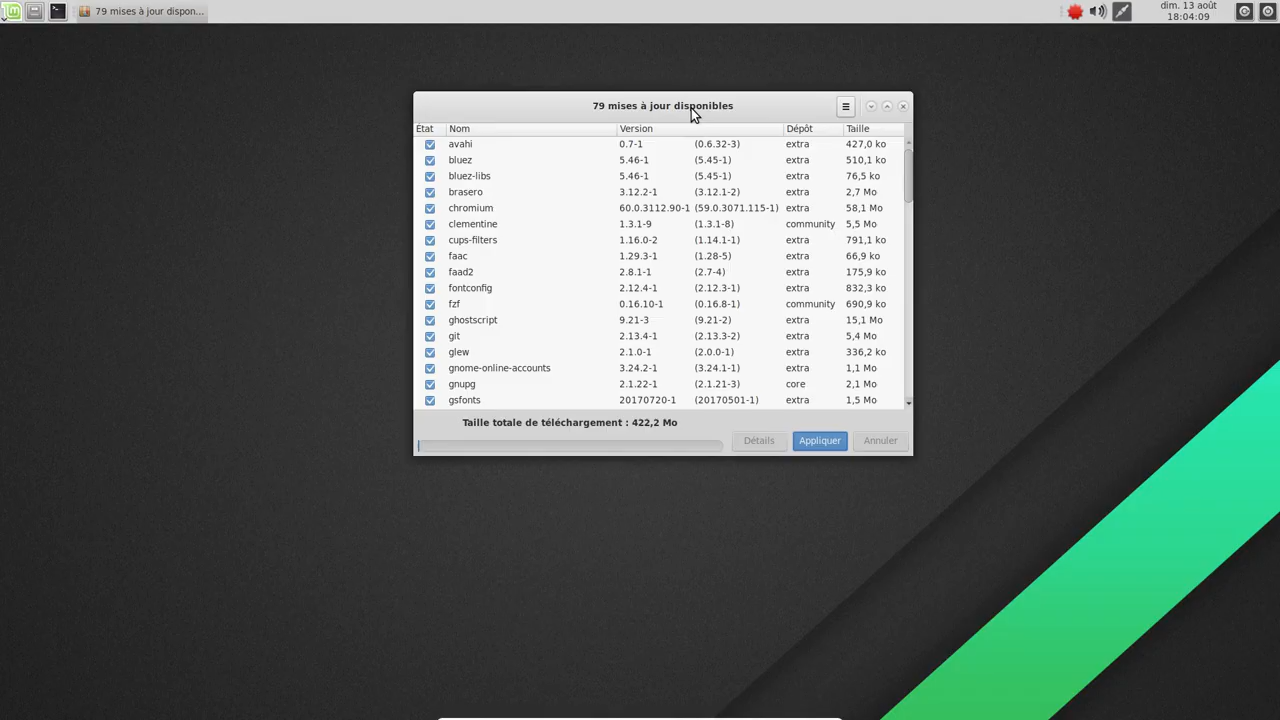 79 mises à jour dispon...
dim. 13 août
18:04:09
79 mises à jour disponibles
État Nom Version Dépôt Taille
avahi 0.7-1 (0.6.32-3) extra 427,0 ko
bluez 5.46-1 (5.45-1) extra 510,1 ko
bluez-libs 5.46-1 (5.45-1) extra 76,5 ko
brasero 3.12.2-1 (3.12.1-2) extra 2,7 Mo
chromium 60.0.3112.90-1 (59.0.3071.115-1) extra 58,1 Mo
clementine 1.3.1-9 (1.3.1-8) community 5,5 Mo
cups-filters 1.16.0-2 (1.14.1-1) extra 791,1 ko
faac 1.29.3-1 (1.28-5) extra 66,9 ko
faad2 2.8.1-1 (2.7-4) extra 175,9 ko
fontconfig 2.12.4-1 (2.12.3-1) extra 832,3 ko
fzf 0.16.10-1 (0.16.8-1) community 690,9 ko
ghostscript 9.21-3 (9.21-2) extra 15,1 Mo
git 2.13.4-1 (2.13.3-2) extra 5,4 Mo
glew 2.1.0-1 (2.0.0-1) extra 336,2 ko
gnome-online-accounts 3.24.2-1 (3.24.1-1) extra 1,1 Mo
gnupg 2.1.22-1 (2.1.21-3) core 2,1 Mo
gsfonts 20170720-1 (20170501-1) extra 1,5 Mo
Taille totale de téléchargement : 422,2 Mo
Détails Appliquer Annuler